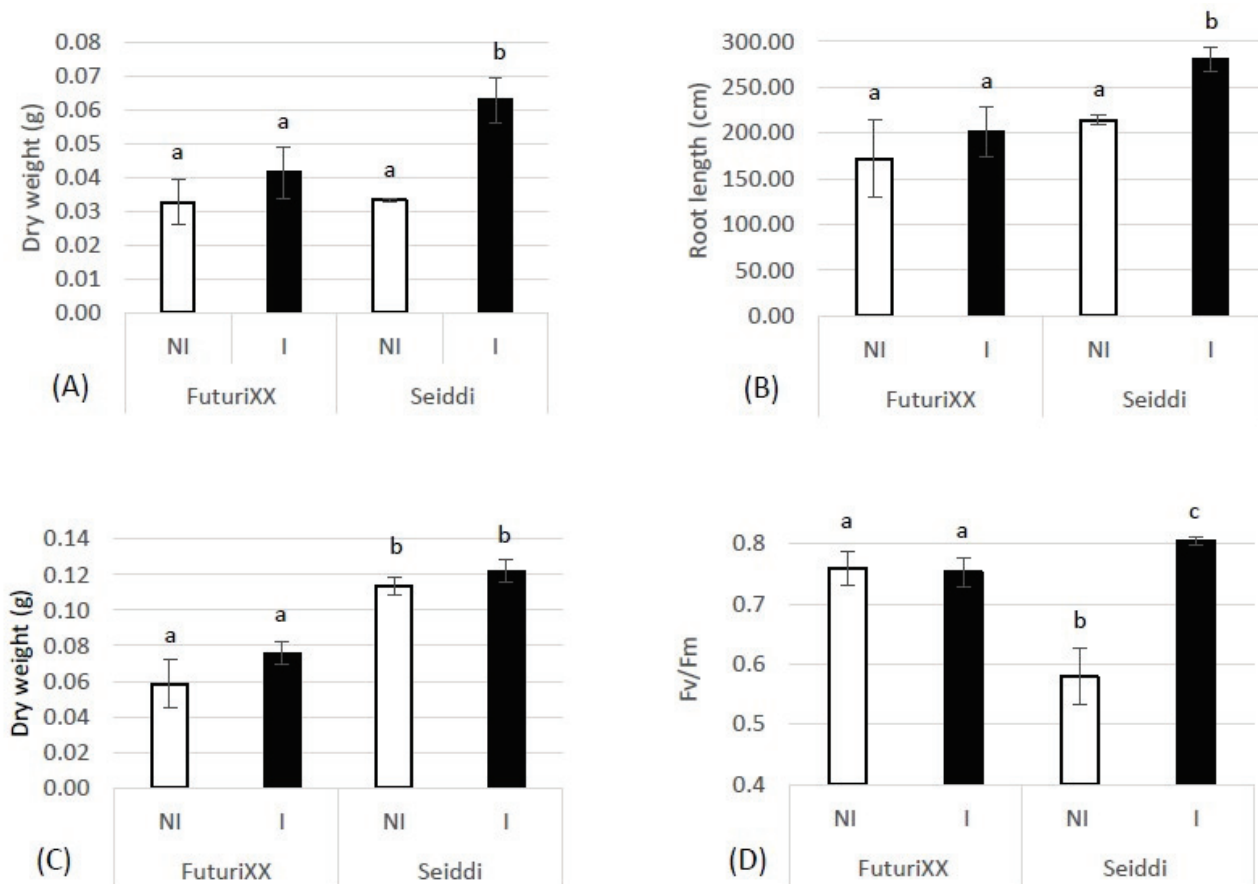 a
a
a
b
Dry weight (g)
0.08
0.07
0.06
0.05
0.04
0.03
0.02
0.01
0.00
NI I NI I
FuturiXX Seiddi
(A)
a
a
a
b
Root length (cm)
300.00
250.00
200.00
150.00
100.00
50.00
0.00
NI I NI I
FuturiXX Seiddi
(B)
a
a
b
b
Dry weight (g)
0.14
0.12
0.10
0.08
0.06
0.04
0.02
0.00
NI I NI I
FuturiXX Seiddi
(C)
a
a
b
c
Fv/Fm
0.8
0.7
0.6
0.5
0.4
NI I NI I
FuturiXX Seiddi
(D)